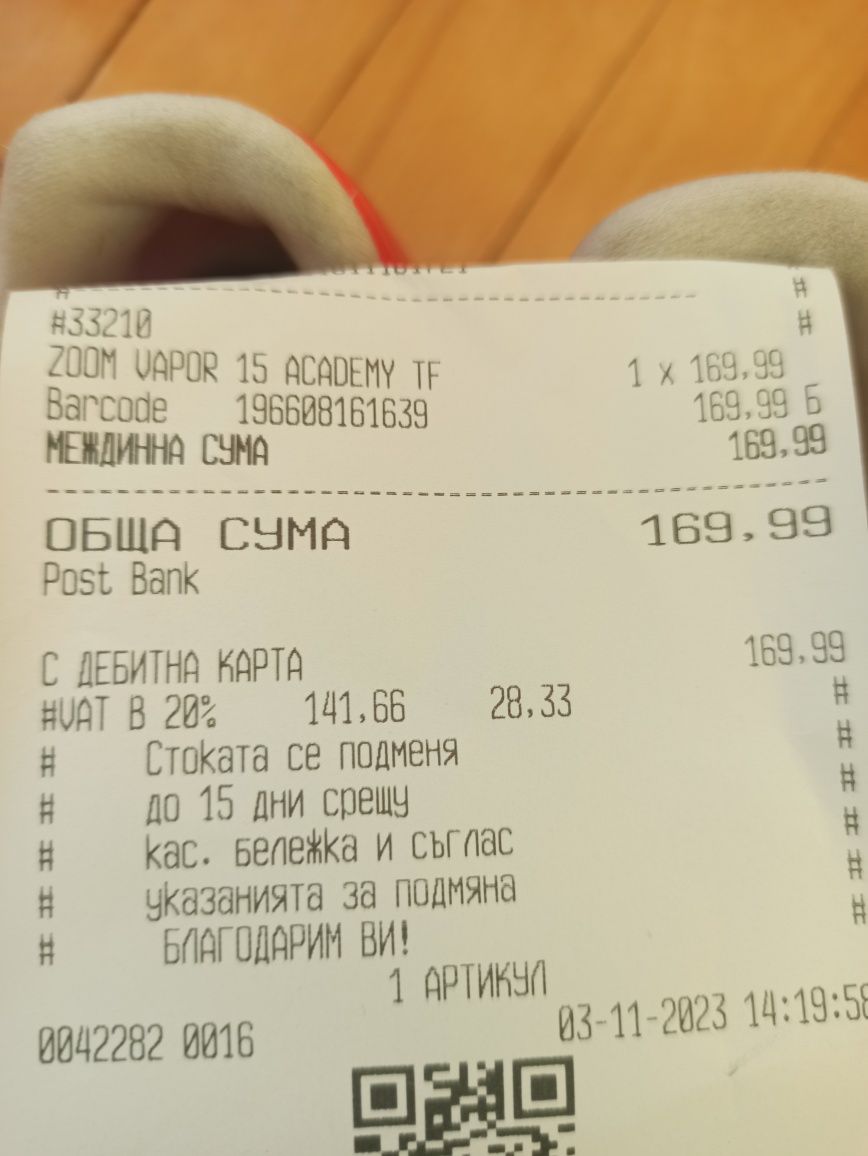 # #
#33210 #
ZOOM VAPOR 15 ACADEMY TF 1 x 169,99
Barcode 196608161639 169,99 Б
МЕЖДИННА СУМА 169,99
ОБЩА СУМА 169,99
Post Bank
С ДЕБИТНА КАРТА 169,99
#VAT В 20% 141,66 28,33 #
# Стоката се подменя #
# до 15 дни срещу #
# кас. бележка и съглас #
# указанията за подмяна #
# БЛАГОДАРИМ ВИ! #
1 АРТИКУЛ
0042282 0016 03-11-2023 14:19:58